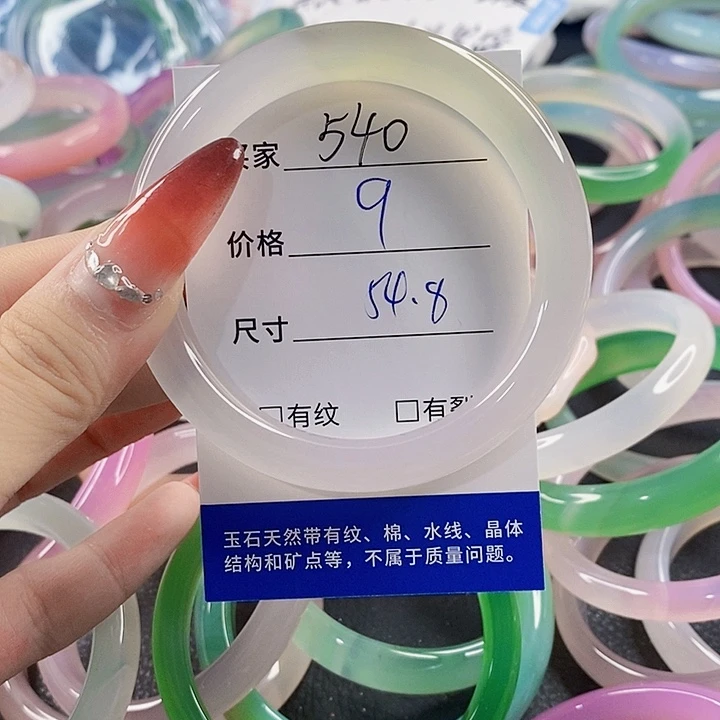 家 540
价格 9
尺寸 54.8
□有纹 □有裂
玉石天然带有纹、棉、水线、晶体
结构和矿点等，不属于质量问题。